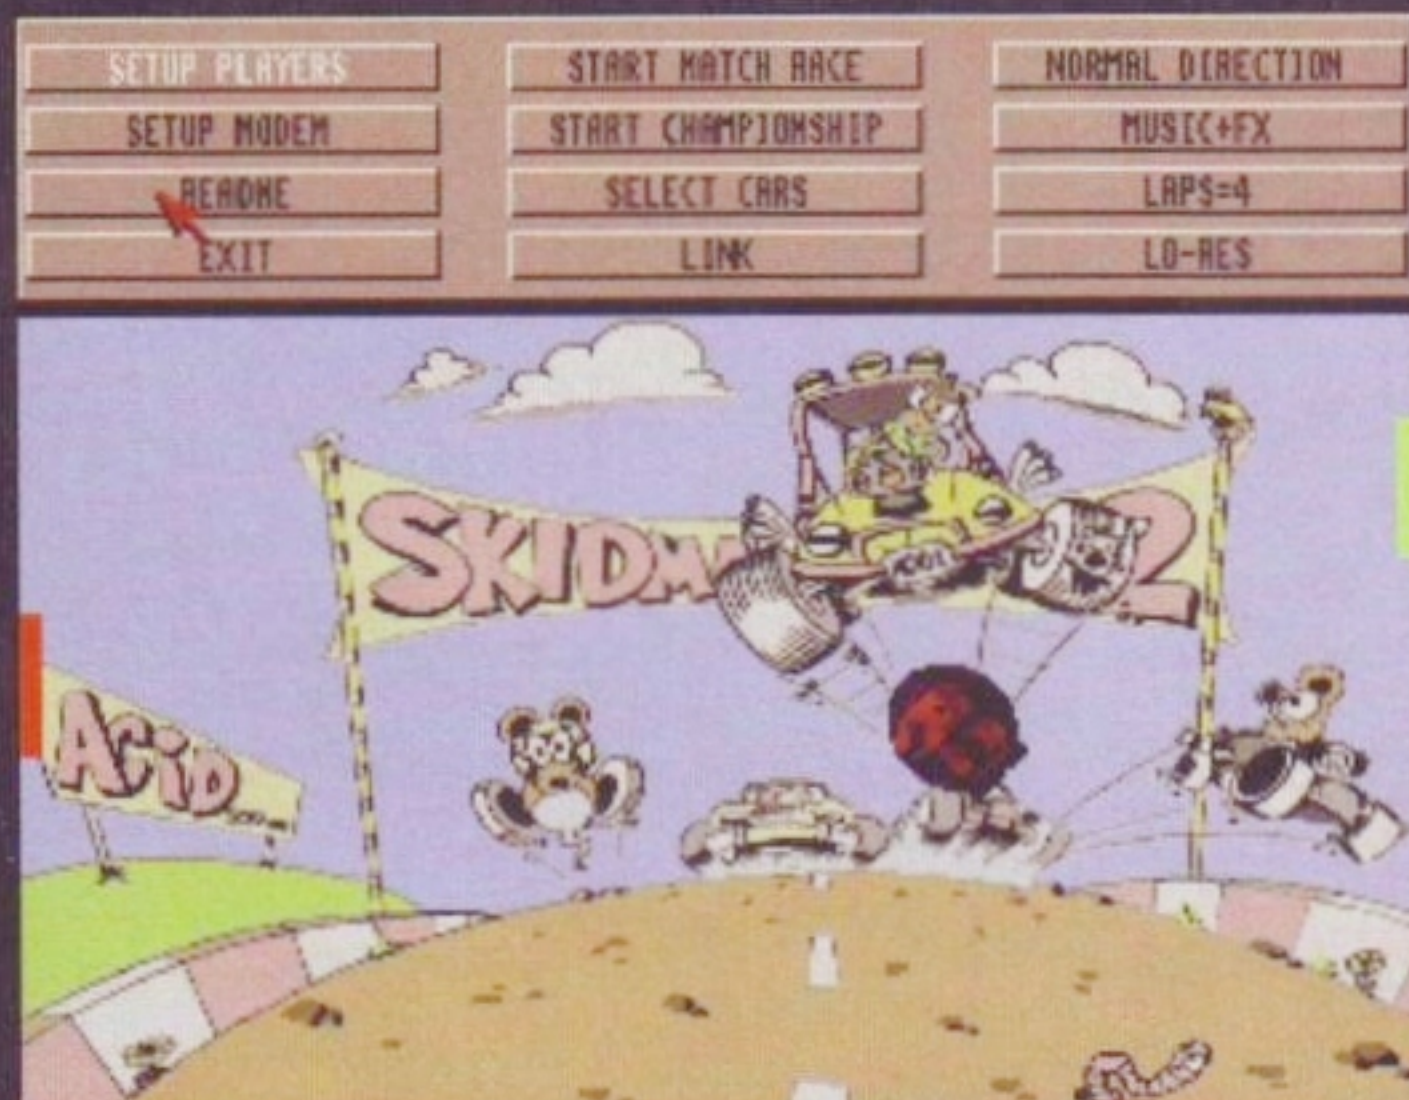 SETUP PLAYERS
START MATCH RACE
NORMAL DIRECTION
SETUP MODEM
START CHAMPIONSHIP
MUSIC+FX
README
SELECT CARS
LAPS=4
EXIT
LINK
LO-RES
SKIDMA 2
ACID